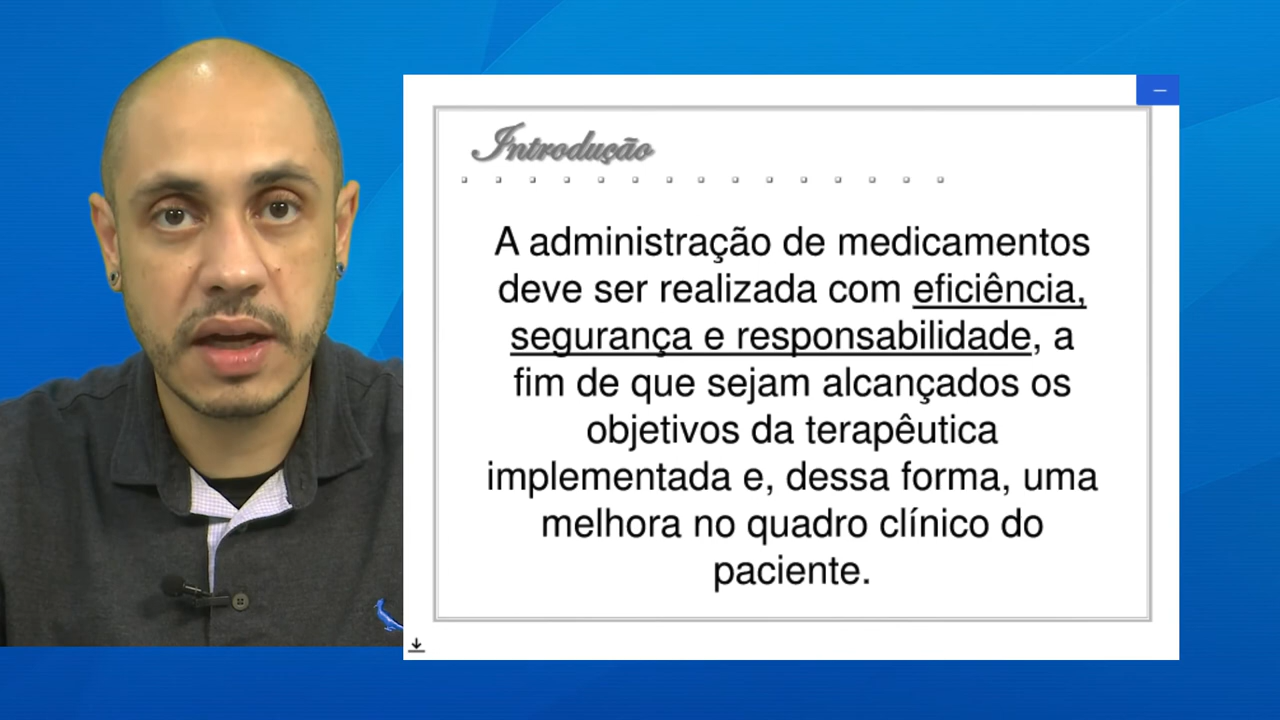 Introdução
A administração de medicamentos
deve ser realizada com eficiência,
segurança e responsabilidade, a
fim de que sejam alcançados os
objetivos da terapêutica
implementada e, dessa forma, uma
melhora no quadro clínico do
paciente.